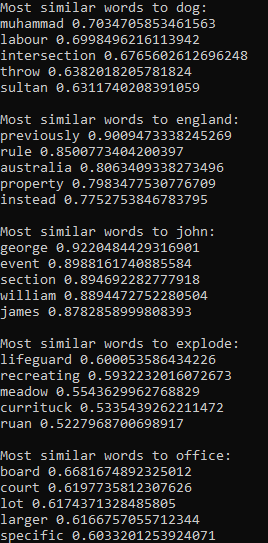 Most similar words to dog:
muhammad 0.7034705853461563
labour 0.6998496216113942
intersection 0.6765602612696248
throw 0.6382018205781824
sultan 0.6311740208391059
Most similar words to england:
previously 0.9009473338245269
rule 0.8500773404200397
australia 0.8063409338273496
property 0.7983477530776709
instead 0.7752753846783795
Most similar words to john:
george 0.9220484429316901
event 0.8988161740885584
section 0.894692282777918
william 0.8894472752280504
james 0.8782858999808393
Most similar words to explode:
lifeguard 0.600053586434226
recreating 0.5932232016072673
meadow 0.5543629962768829
currituck 0.5335439262211472
ruan 0.5227968700698917
Most similar words to office:
board 0.6681674892325012
court 0.6197735812307626
lot 0.6174371328485805
larger 0.6166757055712344
specific 0.6033201253924071